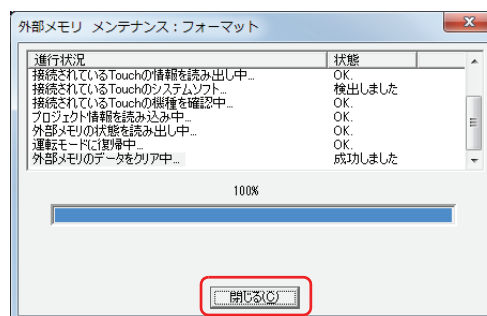 外部メモリ メンテナンス：フォーマット
進行状況 状態
接続されているTouchの情報を読み出し中... OK.
接続されているTouchのシステムソフト... 検出しました
接続されているTouchの機種を確認中... OK.
プロジェクト情報を読み込み中... OK.
外部メモリの状態を読み出し中... OK.
運転モードに復帰中... OK.
外部メモリのデータをクリア中... 成功しました
100%
閉じる(C)